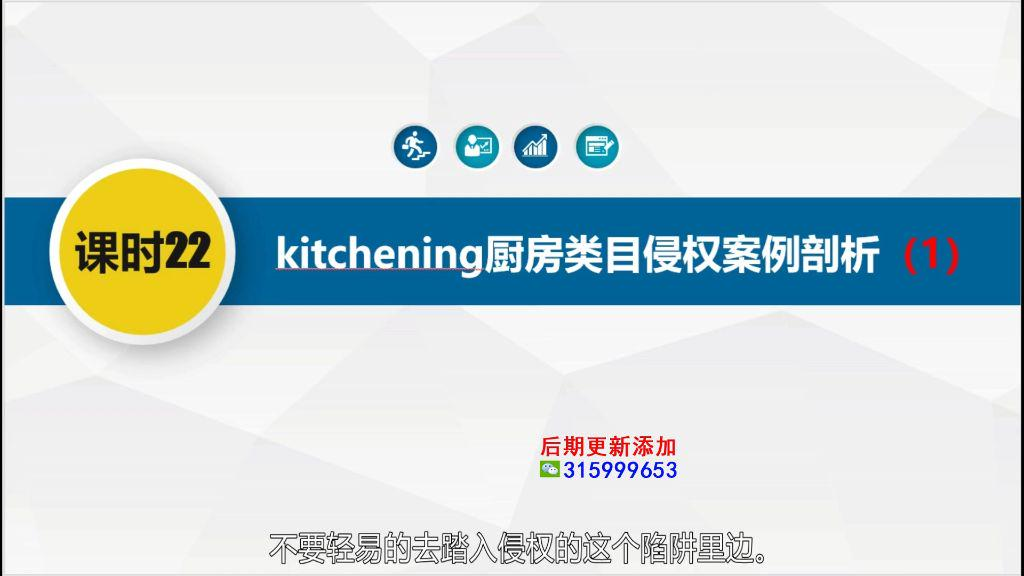 课时22
kitchening厨房类目侵权案例剖析（1）
后期更新添加
315999653
不要轻易的去踏入侵权的这个陷阱里边。